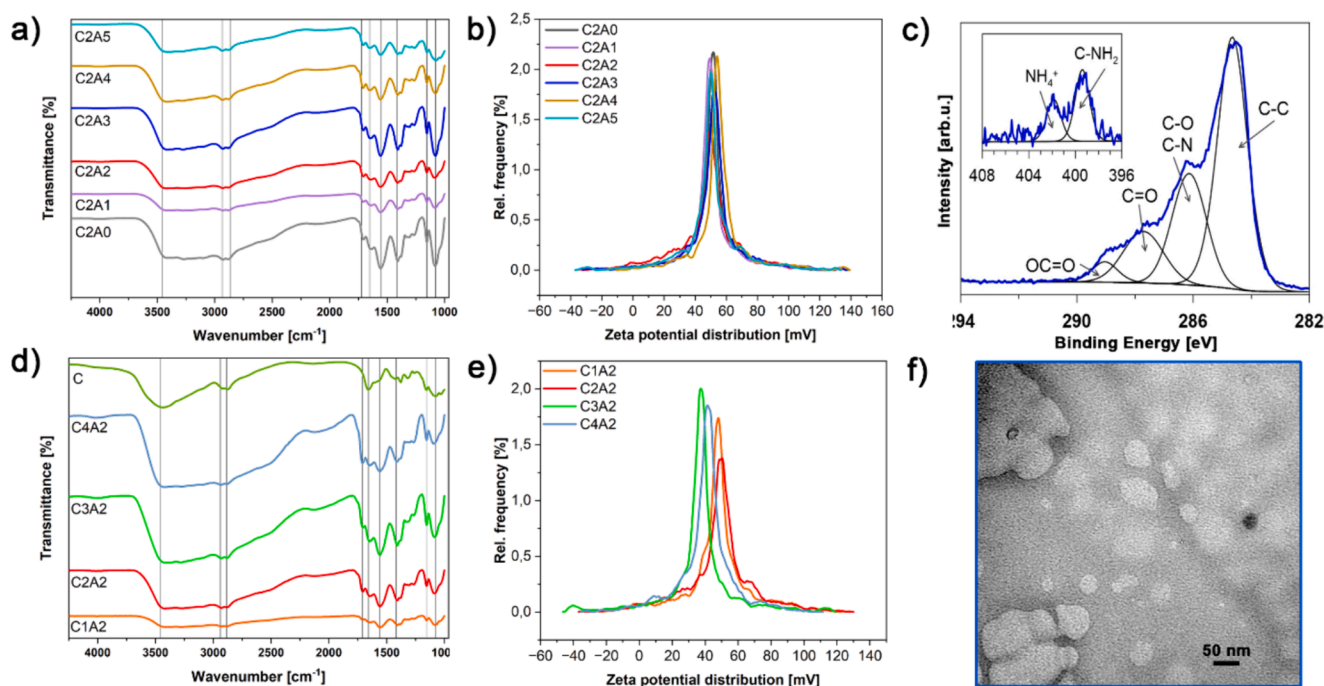 a)
C2A5
C2A4
C2A3
C2A2
C2A1
C2A0
Transmittance [%]
4000 3500 3000 2500 2000 1500 1000
Wavenumber [cm⁻¹]
b)
2,5
2,0
1,5
1,0
0,5
0,0
Rel. frequency [%]
C2A0
C2A1
C2A2
C2A3
C2A4
C2A5
−60 −40 −20 0 20 40 60 80 100 120 140 160
Zeta potential distribution [mV]
c)
Intensity [arb.u.]
NH₄⁺
C-NH₂
408 404 400 396
C-C
C-O
C-N
C=O
OC=O
294 290 286 282
Binding Energy [eV]
d)
C
C4A2
C3A2
C2A2
C1A2
Transmittance [%]
4000 3500 3000 2500 2000 1500 1000
Wavenumber [cm⁻¹]
e)
2,0
1,5
1,0
0,5
0,0
Rel. frequency [%]
C1A2
C2A2
C3A2
C4A2
−60 −40 −20 0 20 40 60 80 100 120 140 150
Zeta potential distribution [mV]
f)
50 nm